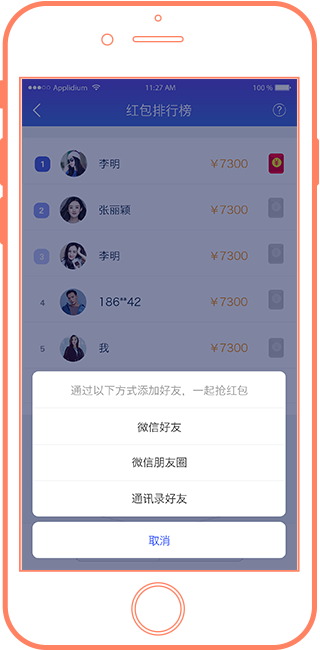 Applidium 11:27 AM 100 %
红包排行榜 ?
1 李明 ￥7300
2 张丽颖 ￥7300
3 李明 ￥7300
4 186**42 ￥7300
5 我 ￥7300
通过以下方式添加好友，一起抢红包
微信好友
微信朋友圈
通讯录好友
取消